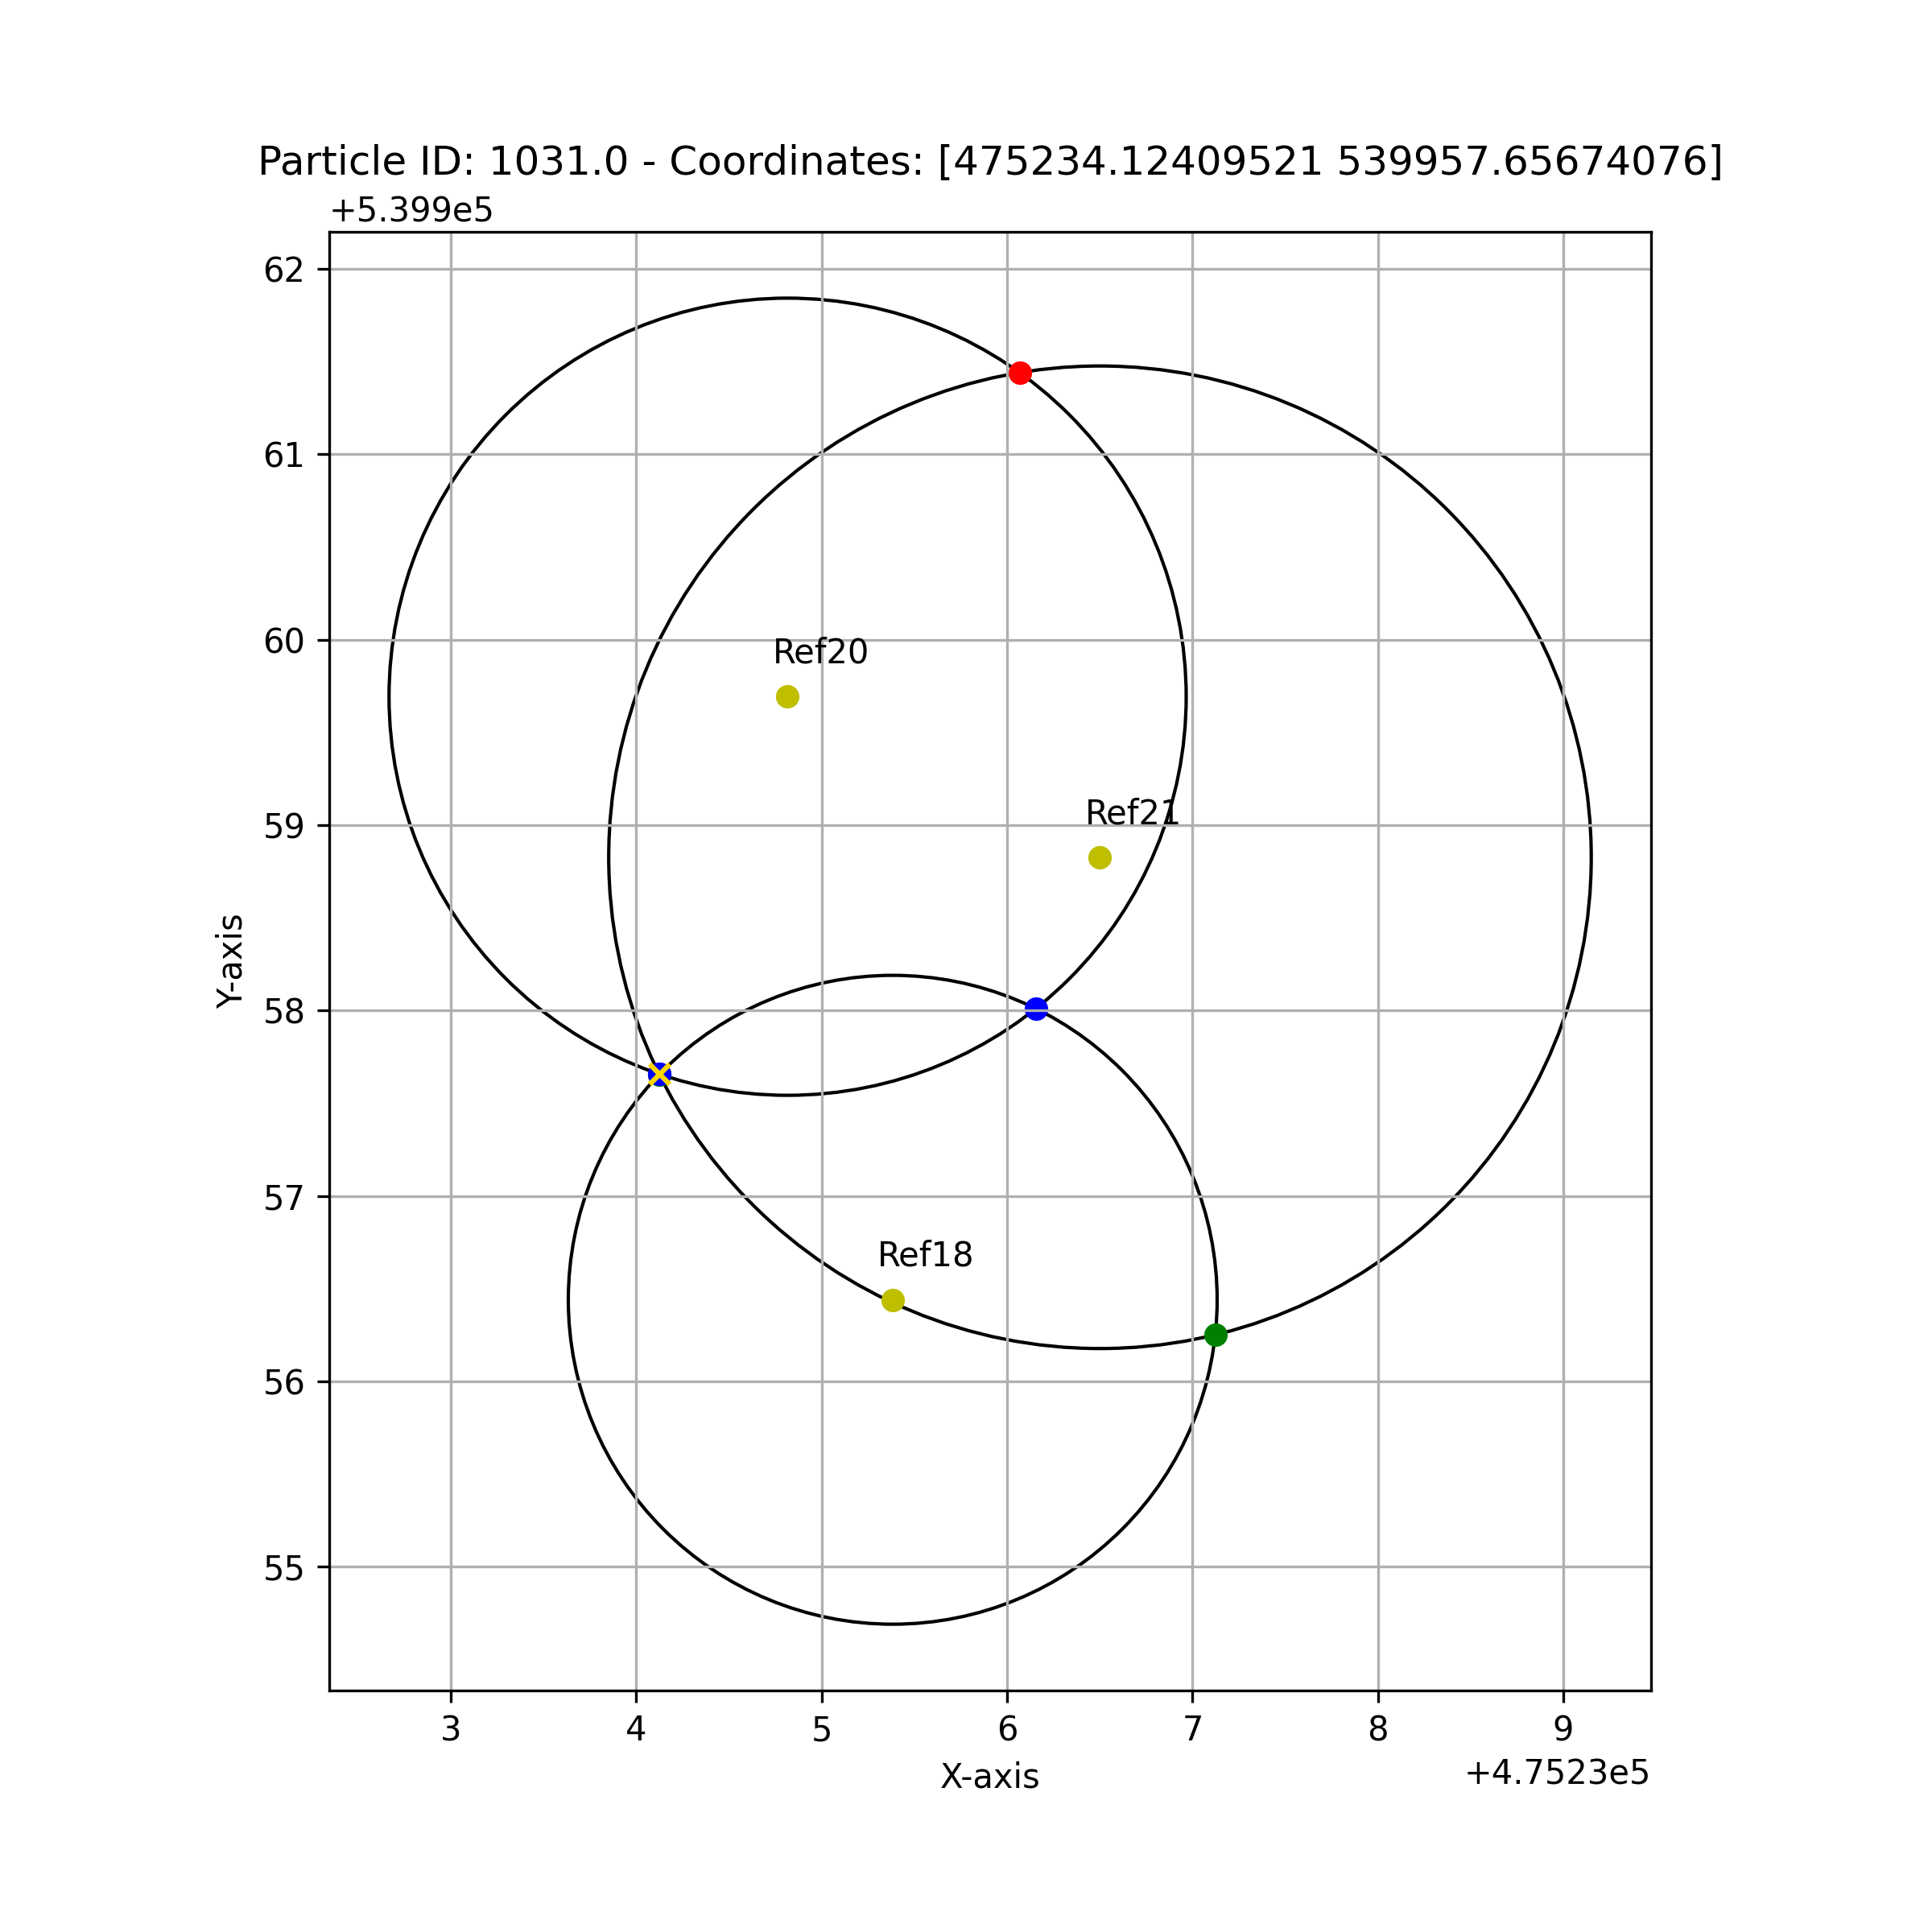 Particle ID: 1031.0 - Coordinates: [475234.12409521 539957.65674076]
+5.399e5
62
61
60
59
58
57
56
55
Y-axis
Ref20
Ref21
Ref18
3 4 5 6 7 8 9
X-axis
+4.7523e5